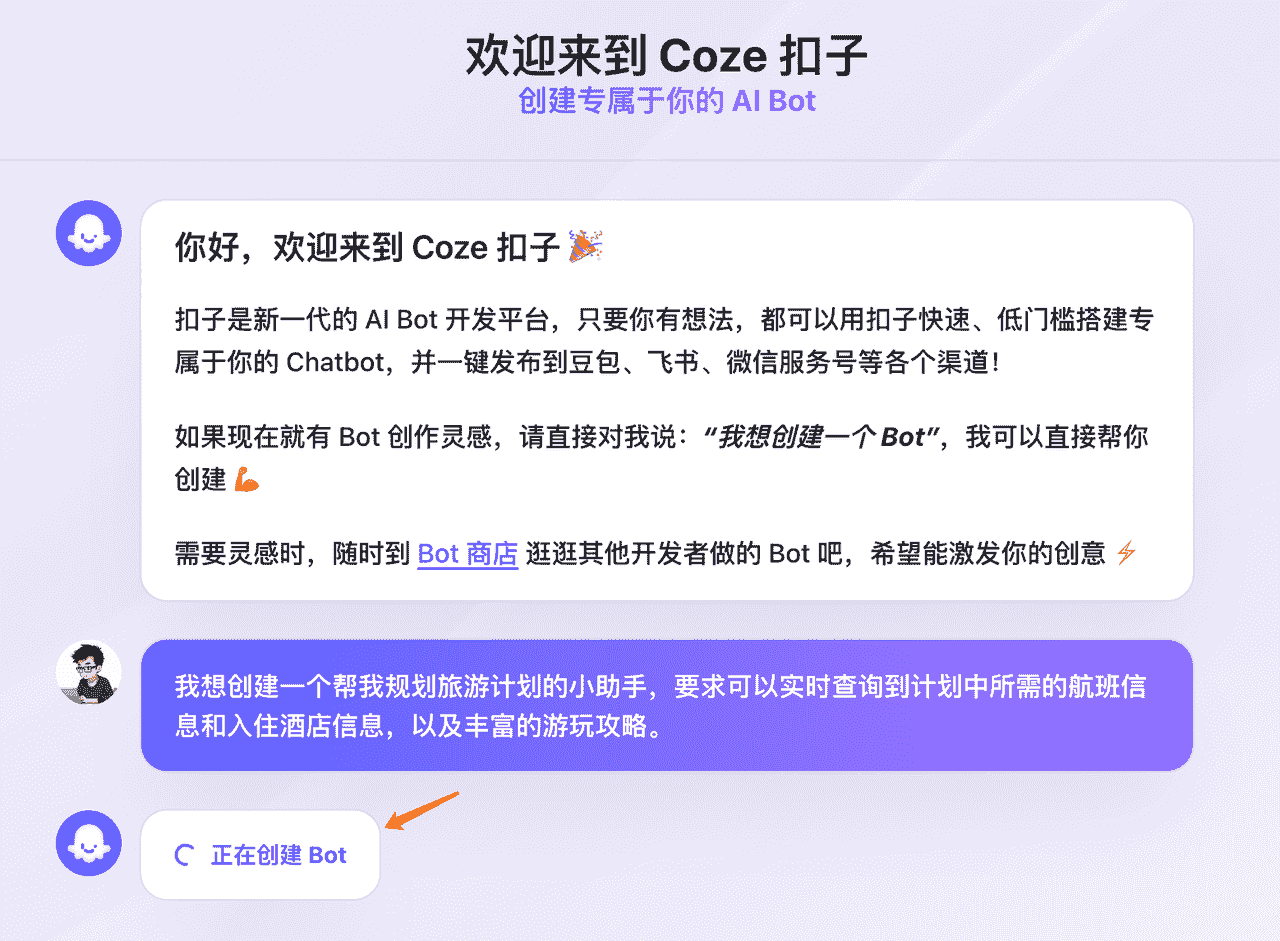 欢迎来到 Coze 扣子
创建专属于你的 AI Bot
你好，欢迎来到 Coze 扣子 🎉
扣子是新一代的 AI Bot 开发平台，只要你有想法，都可以用扣子快速、低门槛搭建专
属于你的 Chatbot，并一键发布到豆包、飞书、微信服务号等各个渠道！
如果现在就有 Bot 创作灵感，请直接对我说：“我想创建一个 Bot”，我可以直接帮你
创建 💪
需要灵感时，随时到 Bot 商店 逛逛其他开发者做的 Bot 吧，希望能激发你的创意 ⚡
我想创建一个帮我规划旅游计划的小助手，要求可以实时查询到计划中所需的航班信
息和入住酒店信息，以及丰富的游玩攻略。
正在创建 Bot